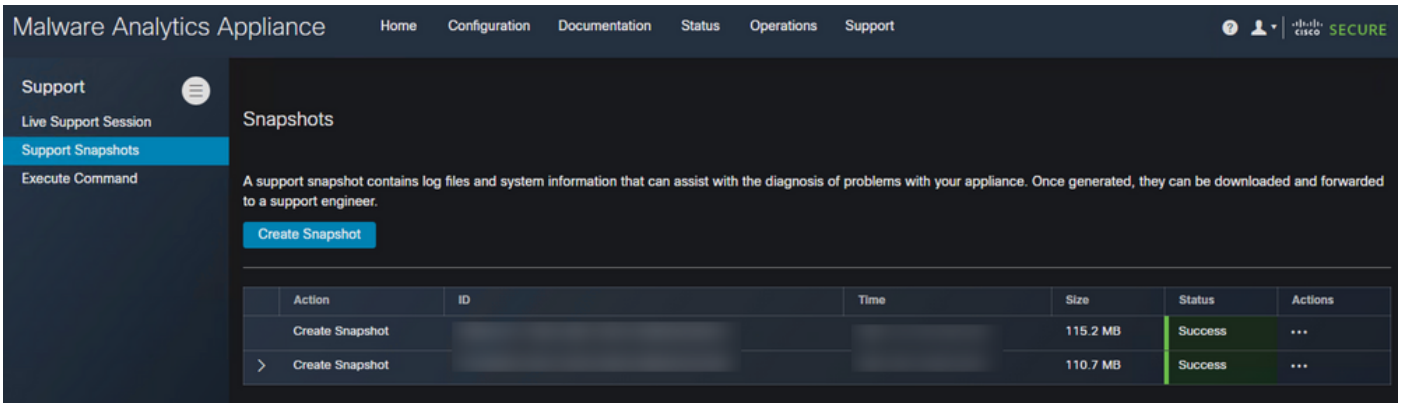 Malware Analytics Appliance Home Configuration Documentation Status Operations Support ? cisco SECURE
Support
Live Support Session
Support Snapshots
Execute Command
Snapshots
A support snapshot contains log files and system information that can assist with the diagnosis of problems with your appliance. Once generated, they can be downloaded and forwarded
to a support engineer.
Create Snapshot
Action ID Time Size Status Actions
Create Snapshot 115.2 MB Success ...
> Create Snapshot 110.7 MB Success ...